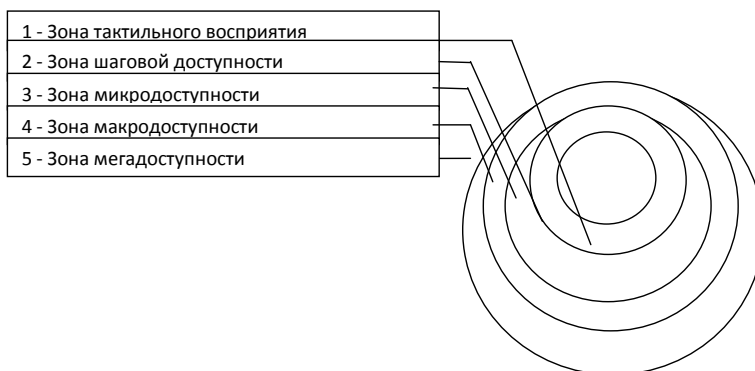 1 - Зона тактильного восприятия
2 - Зона шаговой доступности
3 - Зона микродоступности
4 - Зона макродоступности
5 - Зона мегадоступности